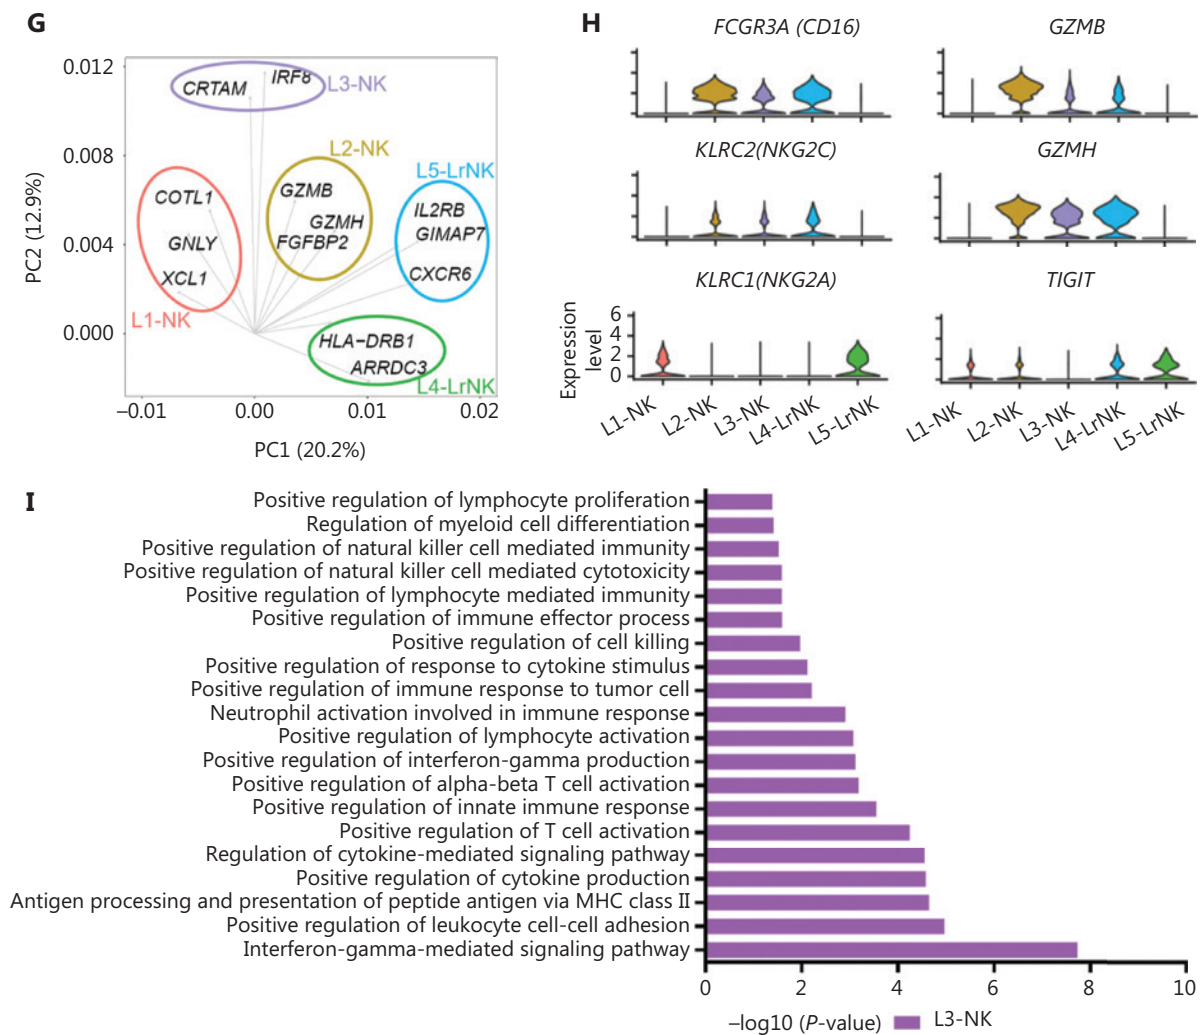 G
0.012
0.008
0.004
0.000
PC2 (12.9%)
CRTAM
IRF8
L3-NK
L2-NK
L5-LrNK
COTL1
GZMB
IL2RB
GZMH
GIMAP7
GNLY
FGFBP2
XCL1
CXCR6
L1-NK
HLA-DRB1
ARRDC3
L4-LrNK
-0.01
0.00
0.01
0.02
PC1 (20.2%)
H
FCGR3A (CD16)
GZMB
KLRC2(NKG2C)
GZMH
KLRC1(NKG2A)
TIGIT
Expression
level
6
4
2
0
L1-NK
L2-NK
L3-NK
L4-LrNK
L5-LrNK
L1-NK
L2-NK
L3-NK
L4-LrNK
L5-LrNK
I
Positive regulation of lymphocyte proliferation
Regulation of myeloid cell differentiation
Positive regulation of natural killer cell mediated immunity
Positive regulation of natural killer cell mediated cytotoxicity
Positive regulation of lymphocyte mediated immunity
Positive regulation of immune effector process
Positive regulation of cell killing
Positive regulation of response to cytokine stimulus
Positive regulation of immune response to tumor cell
Neutrophil activation involved in immune response
Positive regulation of lymphocyte activation
Positive regulation of interferon-gamma production
Positive regulation of alpha-beta T cell activation
Positive regulation of innate immune response
Positive regulation of T cell activation
Regulation of cytokine-mediated signaling pathway
Positive regulation of cytokine production
Antigen processing and presentation of peptide antigen via MHC class II
Positive regulation of leukocyte cell-cell adhesion
Interferon-gamma-mediated signaling pathway
0
2
4
6
8
10
–log10 (P-value)
L3-NK